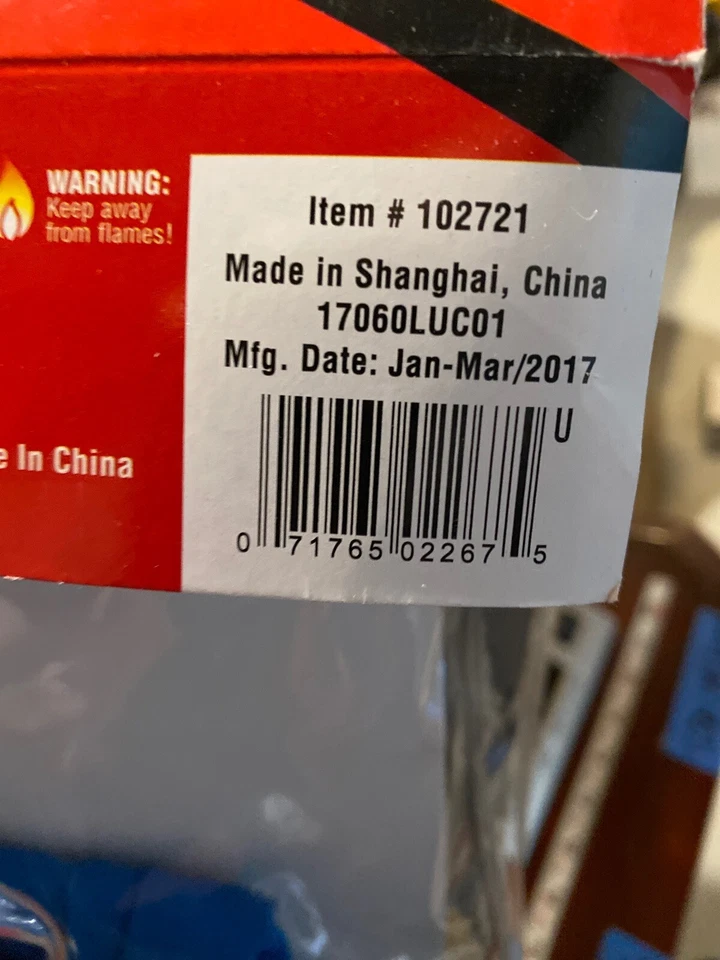 WARNING:
Keep away
from flames!
Item # 102721
Made in Shanghai, China
17060LUC01
Mfg. Date: Jan-Mar/2017
U
e In China
0 71765 02267 5